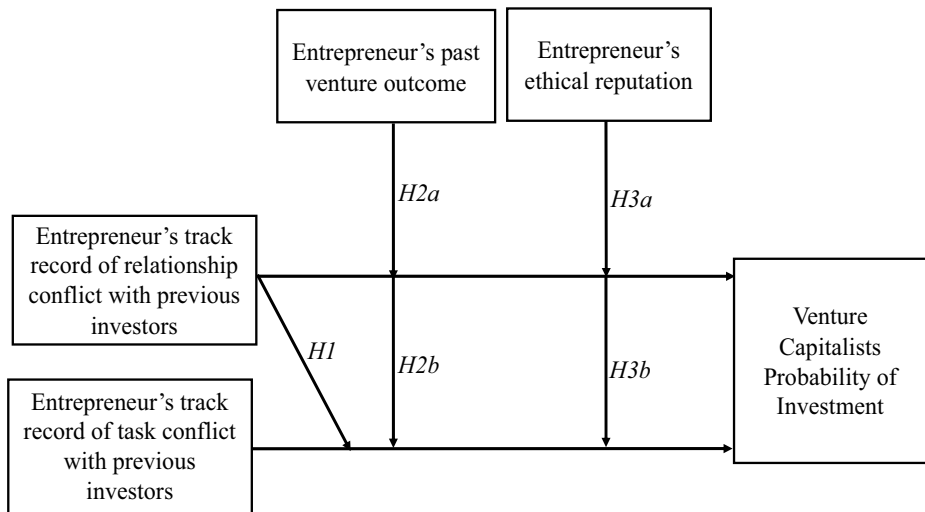 Entrepreneur’s past
venture outcome
Entrepreneur’s
ethical reputation
H2a
H3a
Entrepreneur’s track
record of relationship
conflict with previous
investors
H1
H2b
H3b
Venture
Capitalists
Probability of
Investment
Entrepreneur’s track
record of task conflict
with previous
investors